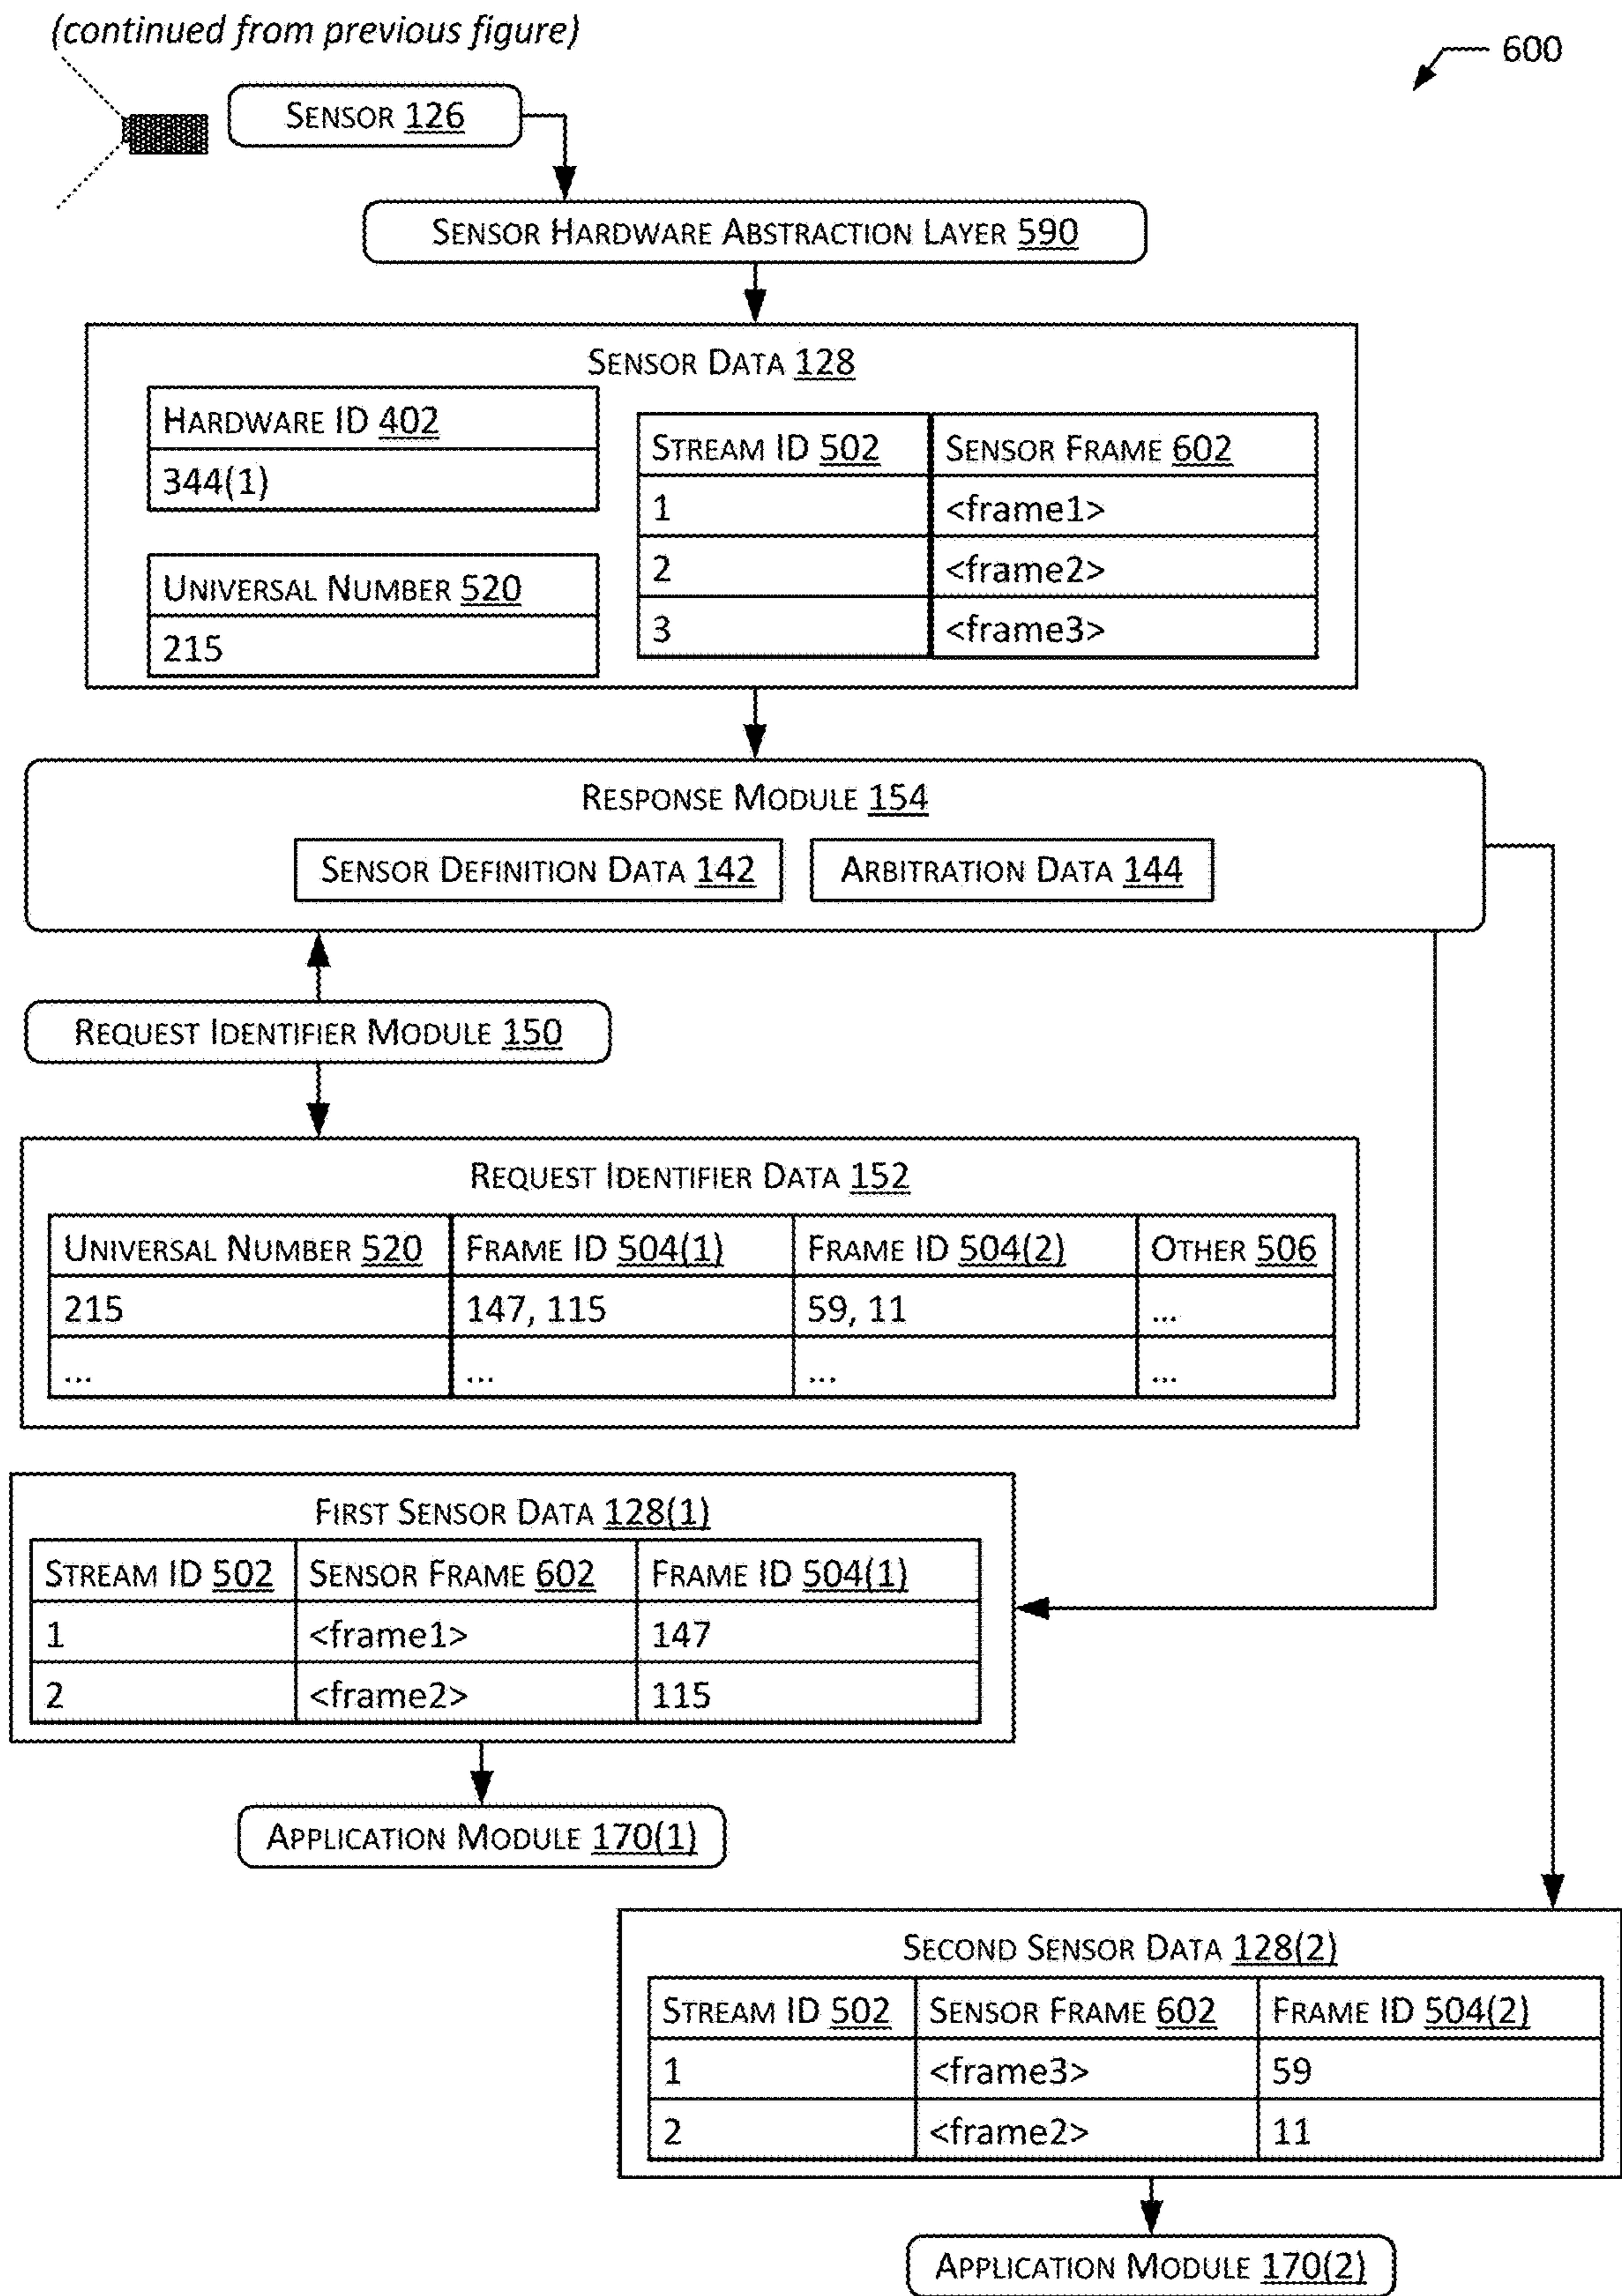 (continued from previous figure)
600
SENSOR 126
SENSOR HARDWARE ABSTRACTION LAYER 590
SENSOR DATA 128
HARDWARE ID 402
344(1)
UNIVERSAL NUMBER 520
215
STREAM ID 502 SENSOR FRAME 602
1 <frame1>
2 <frame2>
3 <frame3>
RESPONSE MODULE 154
SENSOR DEFINITION DATA 142
ARBITRATION DATA 144
REQUEST IDENTIFIER MODULE 150
REQUEST IDENTIFIER DATA 152
UNIVERSAL NUMBER 520 FRAME ID 504(1) FRAME ID 504(2) OTHER 506
215 147, 115 59, 11 ...
... ... ... ...
FIRST SENSOR DATA 128(1)
STREAM ID 502 SENSOR FRAME 602 FRAME ID 504(1)
1 <frame1> 147
2 <frame2> 115
APPLICATION MODULE 170(1)
SECOND SENSOR DATA 128(2)
STREAM ID 502 SENSOR FRAME 602 FRAME ID 504(2)
1 <frame3> 59
2 <frame2> 11
APPLICATION MODULE 170(2)